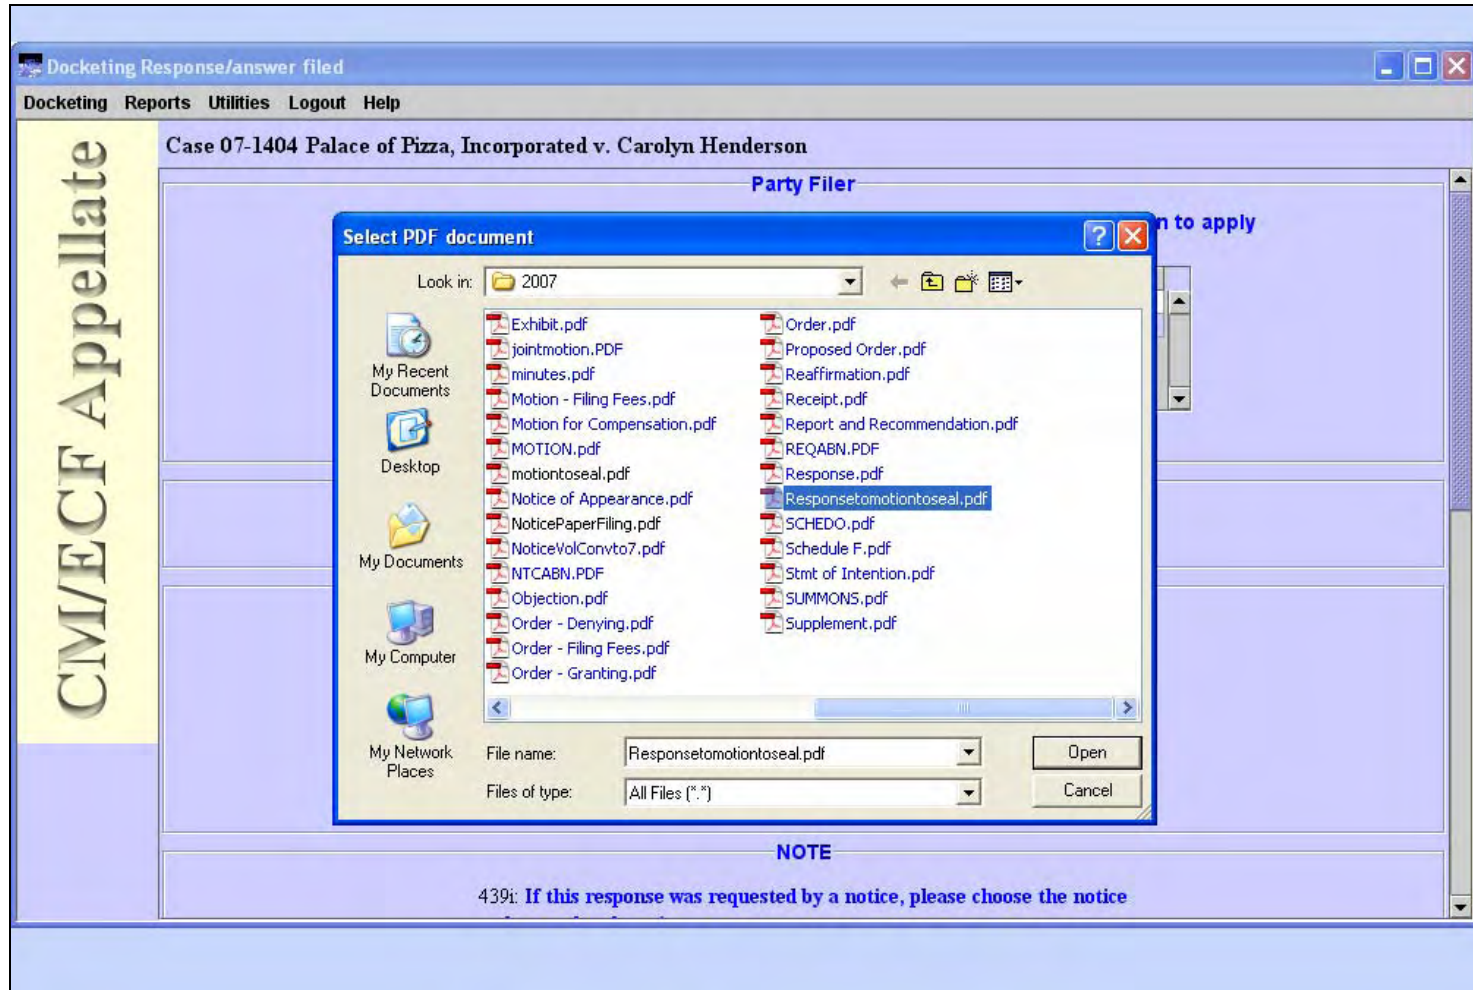 Docketing Response/answer filed
Docketing Reports Utilities Logout Help
CM/ECF Appellate
Case 07-1404 Palace of Pizza, Incorporated v. Carolyn Henderson
Party Filer
n to apply
Select PDF document
Look in: 2007
My Recent Documents
Desktop
My Documents
My Computer
My Network Places
Exhibit.pdf
jointmotion.PDF
minutes.pdf
Motion - Filing Fees.pdf
Motion for Compensation.pdf
MOTION.pdf
motiontoseal.pdf
Notice of Appearance.pdf
NoticePaperFiling.pdf
NoticeVolConvto7.pdf
NTCABN.PDF
Objection.pdf
Order - Denying.pdf
Order - Filing Fees.pdf
Order - Granting.pdf
Order.pdf
Proposed Order.pdf
Reaffirmation.pdf
Receipt.pdf
Report and Recommendation.pdf
REQABN.PDF
Response.pdf
Responsetomotiontoseal.pdf
SCHEDO.pdf
Schedule F.pdf
Stmt of Intention.pdf
SUMMONS.pdf
Supplement.pdf
File name: Responsetomotiontoseal.pdf
Open
Files of type: All Files (*.*)
Cancel
NOTE
439i: If this response was requested by a notice, please choose the notice